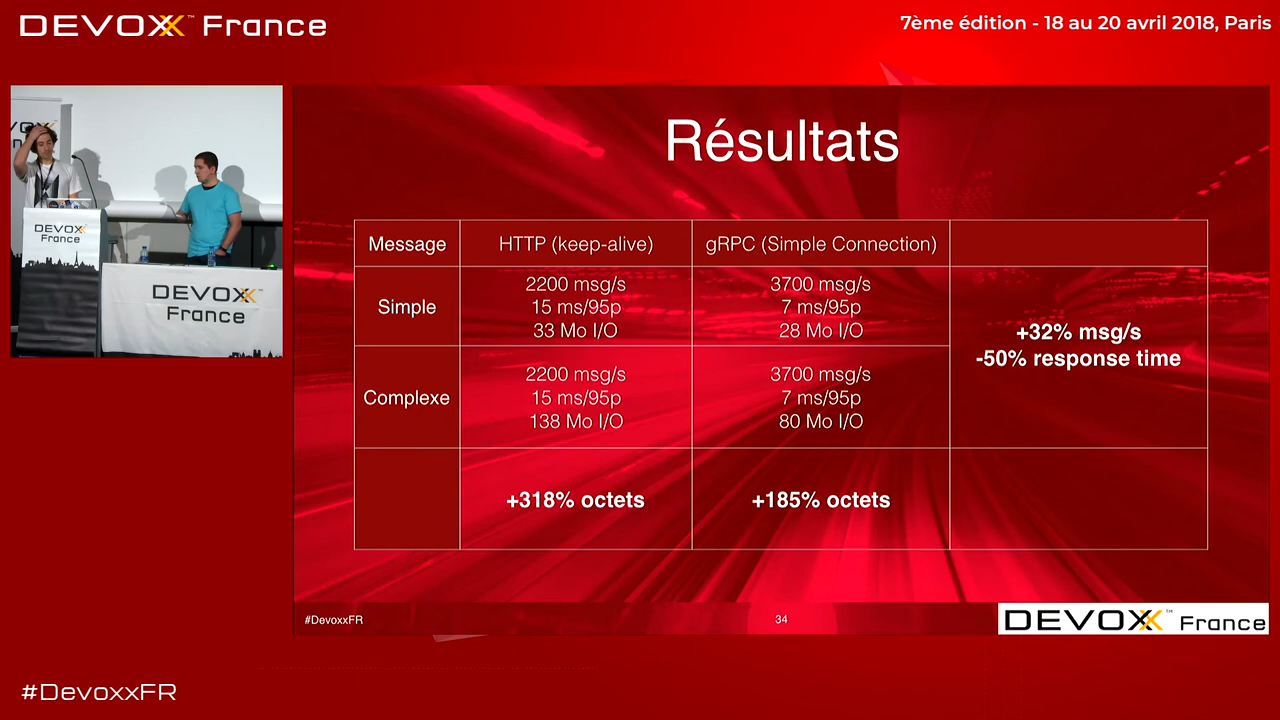 DEVOXX™ France
7ème édition - 18 au 20 avril 2018, Paris
DEVOXX
France
DEVOXX™
France
Résultats
Message
HTTP (keep-alive)
gRPC (Simple Connection)
Simple
2200 msg/s
15 ms/95p
33 Mo I/O
3700 msg/s
7 ms/95p
28 Mo I/O
+32% msg/s
-50% response time
Complexe
2200 msg/s
15 ms/95p
138 Mo I/O
3700 msg/s
7 ms/95p
80 Mo I/O
+318% octets
+185% octets
#DevoxxFR
34
DEVOXX™ France
#DevoxxFR